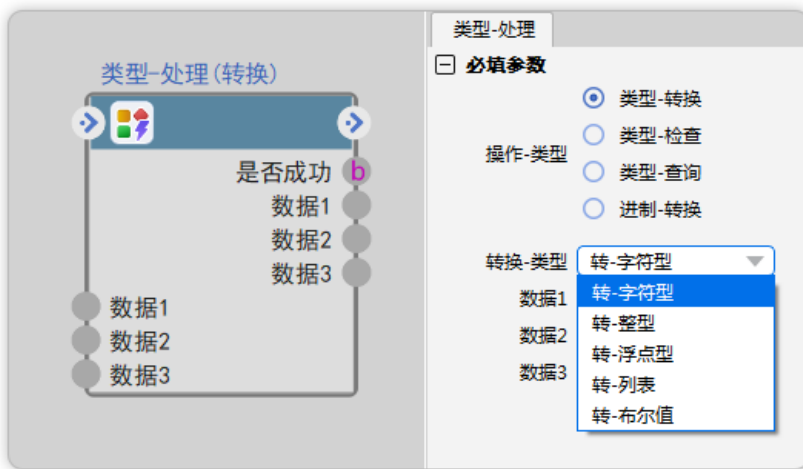 类型-处理(转换)
是否成功 b
数据1
数据2
数据3
数据1
数据2
数据3
类型-处理
必填参数
操作-类型
类型-转换
类型-检查
类型-查询
进制-转换
转换-类型 转-字符型
数据1
数据2
数据3
转-字符型
转-整型
转-浮点型
转-列表
转-布尔值